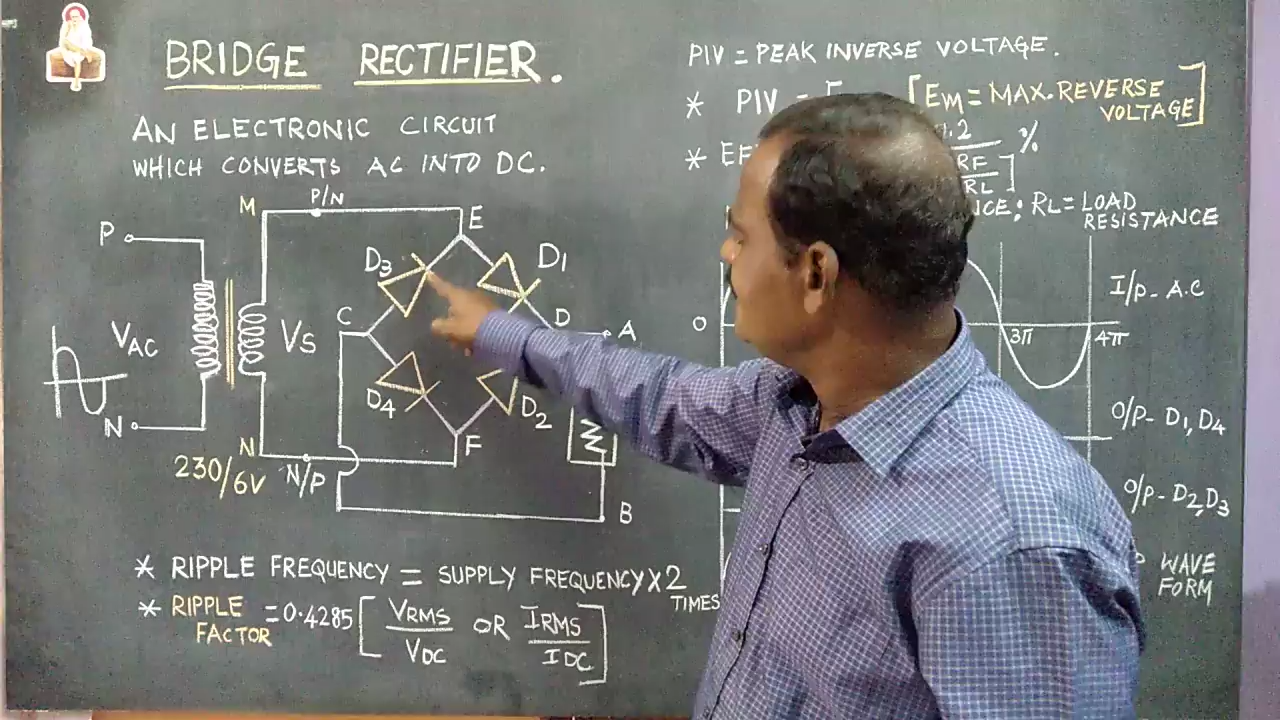 BRIDGE RECTIFIER.
AN ELECTRONIC CIRCUIT
WHICH CONVERTS AC INTO DC.
P/N
M
E
P
D3
D1
C
D
A
VAC
VS
D4
D2
N
N
F
230/6V
N/P
B
* RIPPLE FREQUENCY = SUPPLY FREQUENCY X 2 TIMES
* RIPPLE FACTOR = 0.4285 [ VRMS / VDC OR IRMS / IDC ]
PIV = PEAK INVERSE VOLTAGE.
* PIV = [EM = MAX. REVERSE VOLTAGE]
* EF .2 %
RF
RL ]
; RL = LOAD RESISTANCE
I/P - A.C
0
3π
4π
O/P - D1, D4
O/P - D2, D3
WAVE FORM